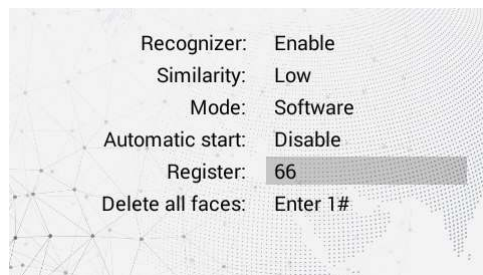 Recognizer: Enable
Similarity: Low
Mode: Software
Automatic start: Disable
Register: 66
Delete all faces: Enter 1#